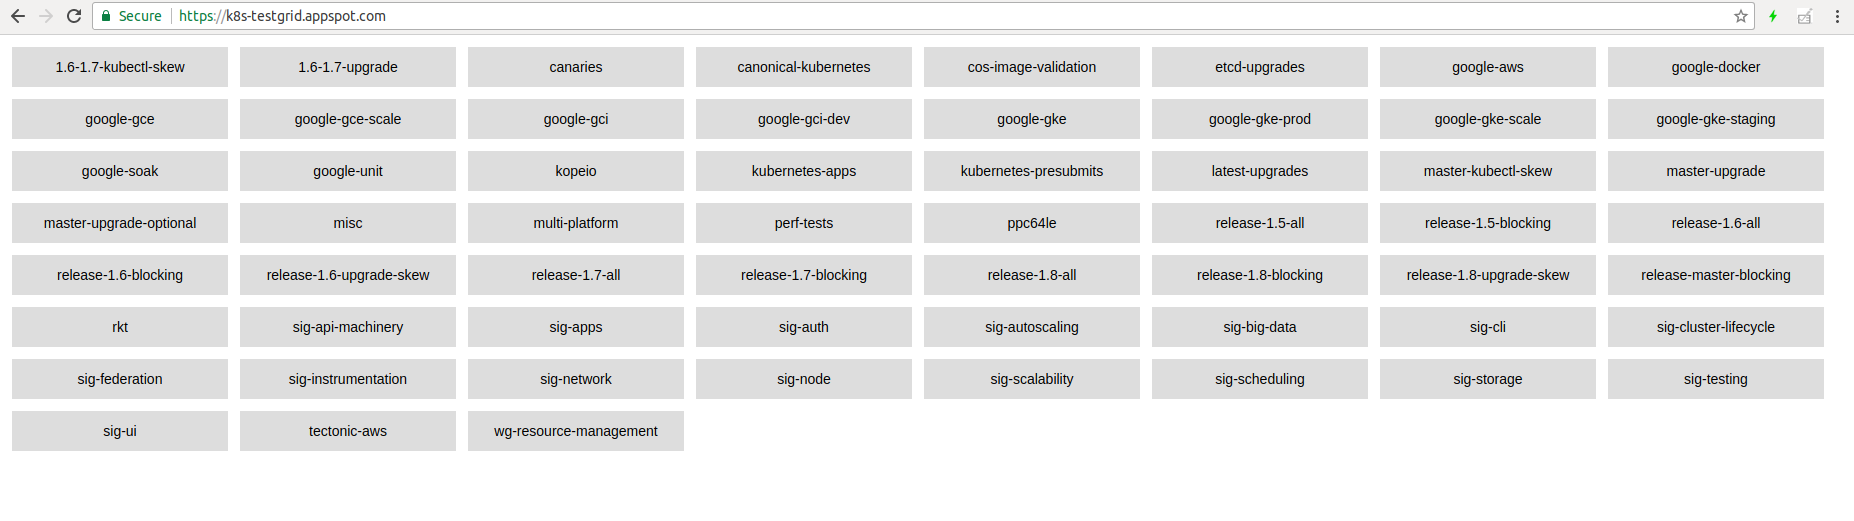 Secure https://k8s-testgrid.appspot.com
1.6-1.7-kubectl-skew 1.6-1.7-upgrade canaries canonical-kubernetes cos-image-validation etcd-upgrades google-aws google-docker
google-gce google-gce-scale google-gci google-gci-dev google-gke google-gke-prod google-gke-scale google-gke-staging
google-soak google-unit kopeio kubernetes-apps kubernetes-presubmits latest-upgrades master-kubectl-skew master-upgrade
master-upgrade-optional misc multi-platform perf-tests ppc64le release-1.5-all release-1.5-blocking release-1.6-all
release-1.6-blocking release-1.6-upgrade-skew release-1.7-all release-1.7-blocking release-1.8-all release-1.8-blocking release-1.8-upgrade-skew release-master-blocking
rkt sig-api-machinery sig-apps sig-auth sig-autoscaling sig-big-data sig-cli sig-cluster-lifecycle
sig-federation sig-instrumentation sig-network sig-node sig-scalability sig-scheduling sig-storage sig-testing
sig-ui tectonic-aws wg-resource-management